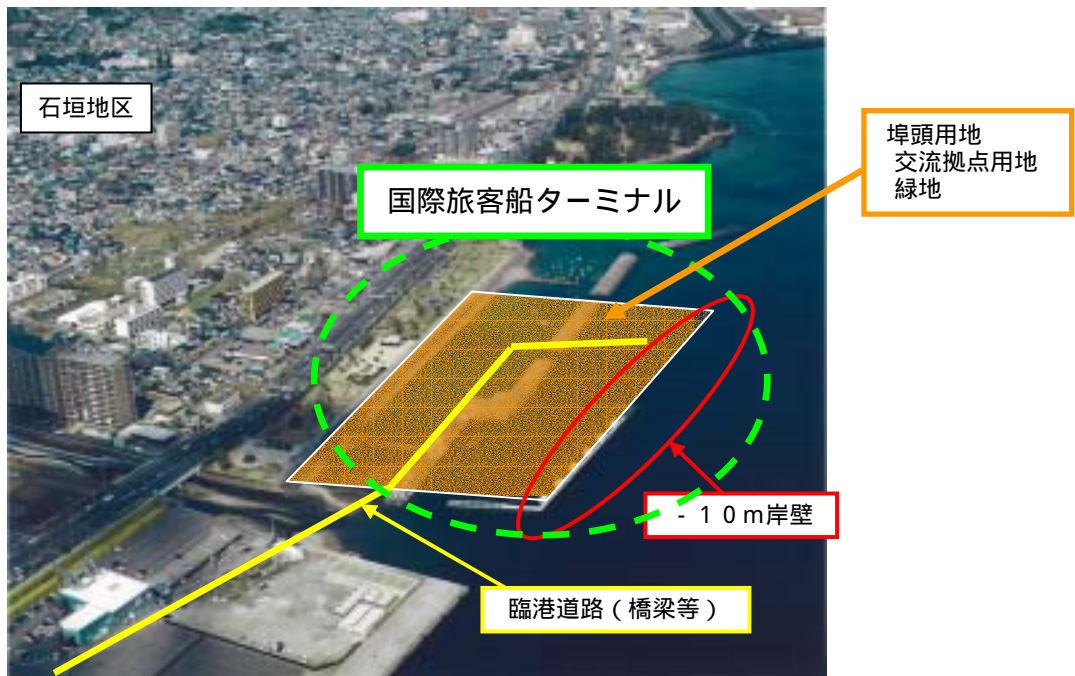 石垣地区
埠頭用地
交流拠点用地
緑地
国際旅客船ターミナル
-10m岸壁
臨港道路(橋梁等)